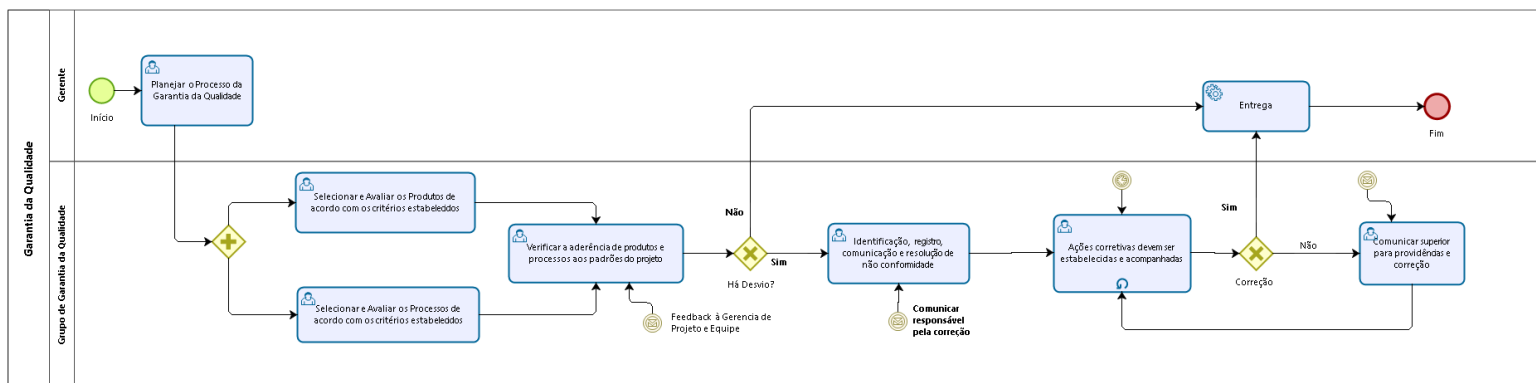 Garantia da Qualidade
Gerente
Início
Planejar o Processo da
Garantia da Qualidade
Entrega
Fim
Grupo de Garantia da Qualidade
Selecionar e Avaliar os Produtos de
acordo com os critérios estabelecidos
Selecionar e Avaliar os Processos de
acordo com os critérios estabelecidos
Verificar a aderência de produtos e
processos aos padrões do projeto
Feedback à Gerencia de
Projeto e Equipe
Não
Sim
Há Desvio?
Identificação, registro,
comunicação e resolução de
não conformidade
Comunicar
responsável
pela correção
Ações corretivas devem ser
estabelecidas e acompanhadas
Sim
Não
Correção
Comunicar superior
para providências e
correção